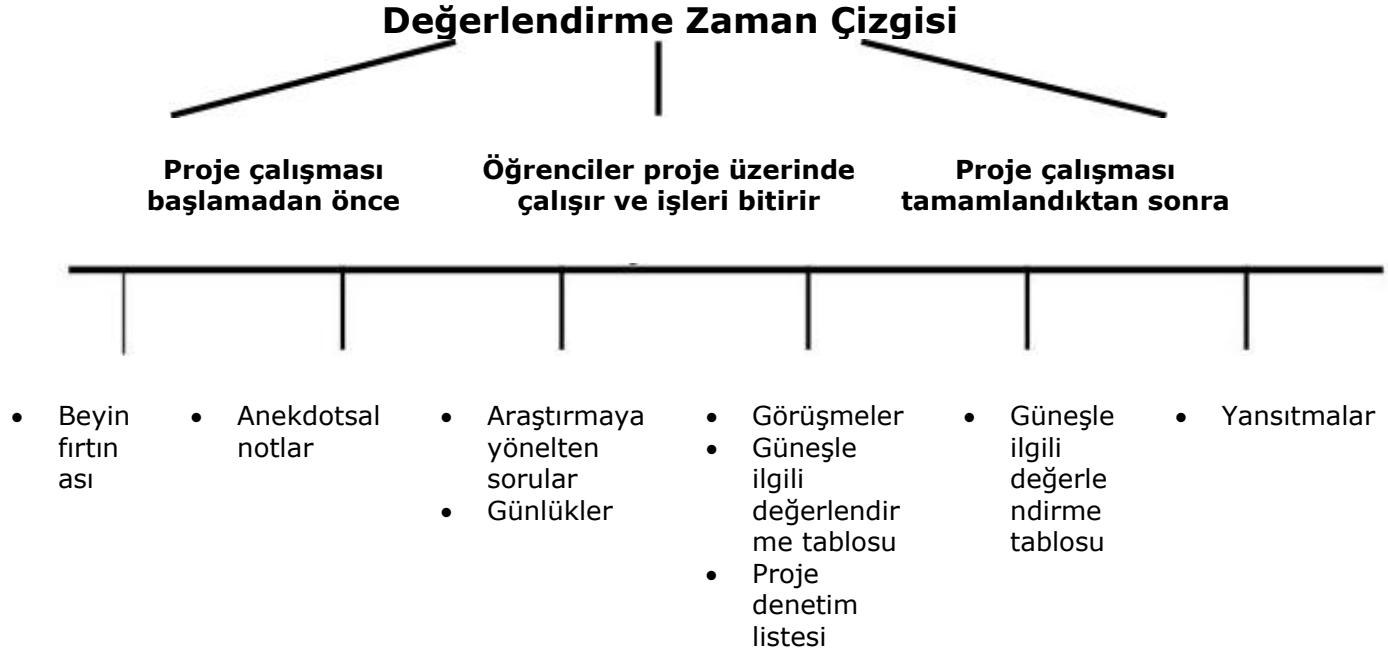 Değerlendirme Zaman Çizgisi
Proje çalışması
başlamadan önce
Öğrenciler proje üzerinde
çalışır ve işleri bitirir
Proje çalışması
tamamlandıktan sonra
• Beyin
fırtın
ası
• Anekdotsal
notlar
• Araştırmaya
yönelten
sorular
• Günlükler
• Görüşmeler
• Güneşle
ilgili
değerlendir
me tablosu
• Proje
denetim
listesi
• Güneşle
ilgili
değerle
ndirme
tablosu
• Yansıtmalar